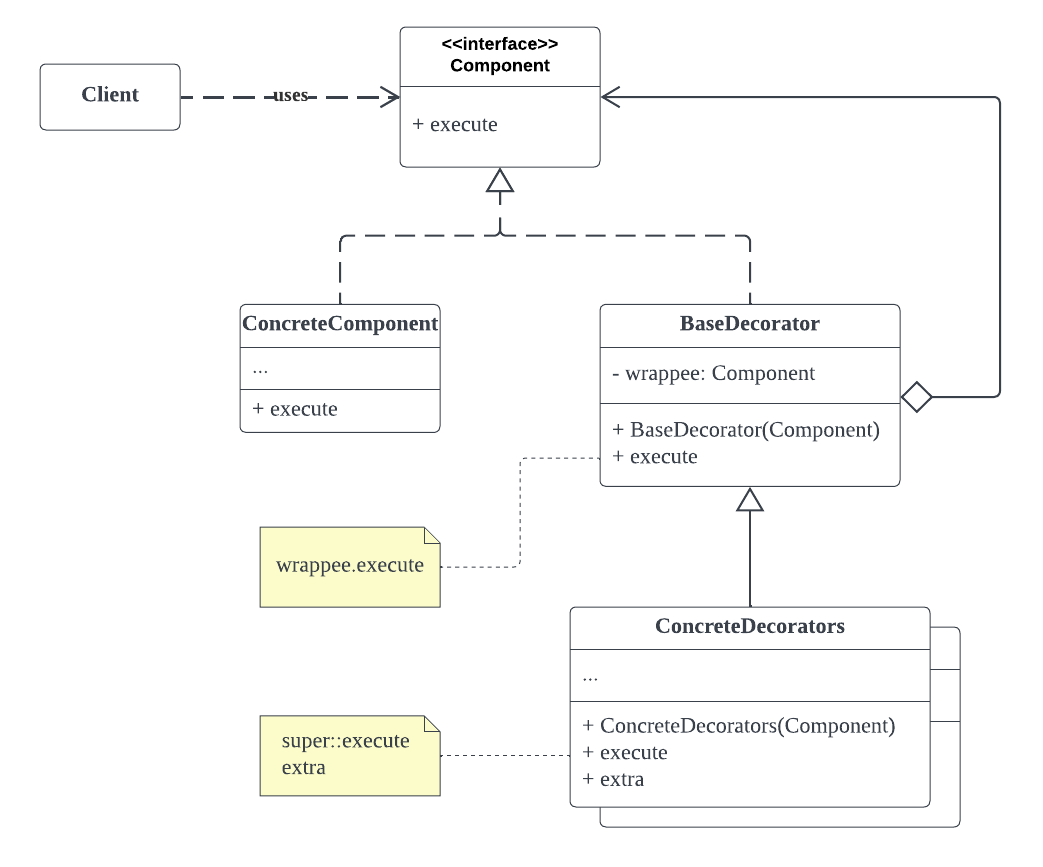 <<interface>>
Component
+ execute
Client
uses
ConcreteComponent
...
+ execute
BaseDecorator
- wrappee: Component
+ BaseDecorator(Component)
+ execute
wrappee.execute
ConcreteDecorators
...
+ ConcreteDecorators(Component)
+ execute
+ extra
super::execute
extra